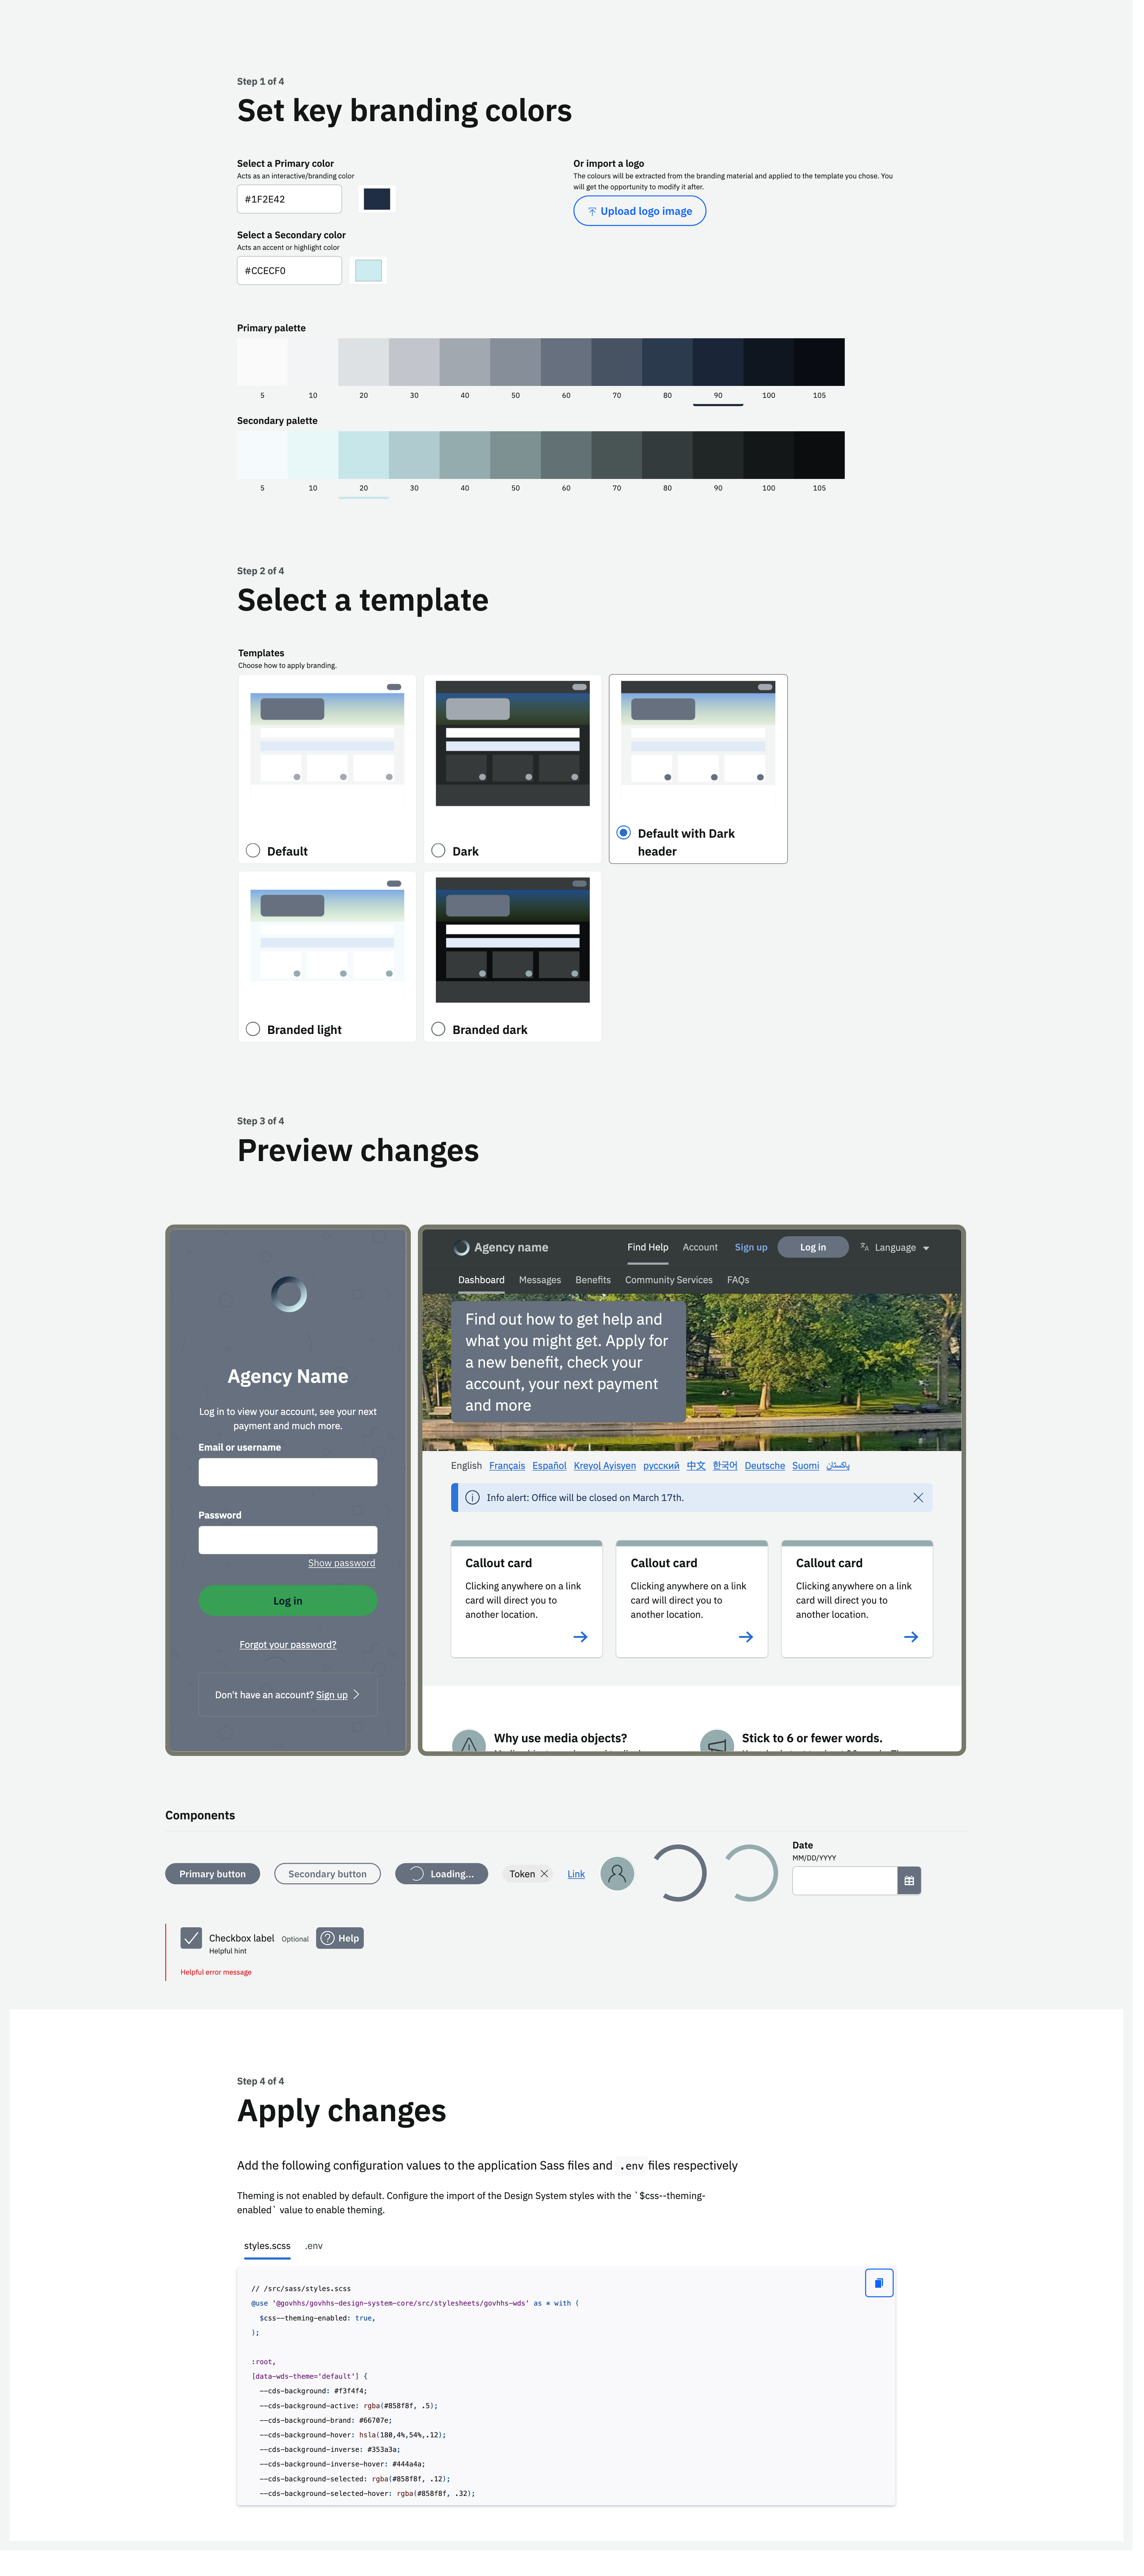 Step 1 of 4
Set key branding colors
Select a Primary color
Acts as an interactive/branding color
#1F2E42
Select a Secondary color
Acts an accent or highlight color
#CCECF0
Or import a logo
The colours will be extracted from the branding material and applied to the template you chose. You
will get the opportunity to modify it after.
Upload logo image
Primary palette
5 10 20 30 40 50 60 70 80 90 100 105
Secondary palette
5 10 20 30 40 50 60 70 80 90 100 105
Step 2 of 4
Select a template
Templates
Choose how to apply branding.
Default
Dark
Default with Dark
header
Branded light
Branded dark
Step 3 of 4
Preview changes
Agency Name
Log in to view your account, see your next
payment and much more.
Email or username
Password
Show password
Log in
Forgot your password?
Don't have an account? Sign up
Agency name
Find Help Account Sign up Log in Language
Dashboard Messages Benefits Community Services FAQs
Find out how to get help and
what you might get. Apply for
a new benefit, check your
account, your next payment
and more
English Français Español Kreyol Ayisyen русский 中文 한국어 Deutsche Suomi پاکستان
Info alert: Office will be closed on March 17th.
Callout card
Clicking anywhere on a link
card will direct you to
another location.
Callout card
Clicking anywhere on a link
card will direct you to
another location.
Callout card
Clicking anywhere on a link
card will direct you to
another location.
Why use media objects?
Stick to 6 or fewer words.
Components
Primary button
Secondary button
Loading...
Token
Link
Date
MM/DD/YYYY
Checkbox label Optional Help
Helpful hint
Helpful error message
Step 4 of 4
Apply changes
Add the following configuration values to the application Sass files and .env files respectively
Theming is not enabled by default. Configure the import of the Design System styles with the `$css--theming-
enabled` value to enable theming.
styles.scss .env
// /src/sass/styles.scss
@use '@govhhs/govhhs-design-system-core/src/stylesheets/govhhs-wds' as * with (
$css--theming-enabled: true,
);
:root,
[data-wds-theme='default'] {
--cds-background: #f3f4f4;
--cds-background-active: rgba(#858f8f, .5);
--cds-background-brand: #66707e;
--cds-background-hover: hsla(180,4%,54%,.12);
--cds-background-inverse: #353a3a;
--cds-background-inverse-hover: #444a4a;
--cds-background-selected: rgba(#858f8f, .12);
--cds-background-selected-hover: rgba(#858f8f, .32);